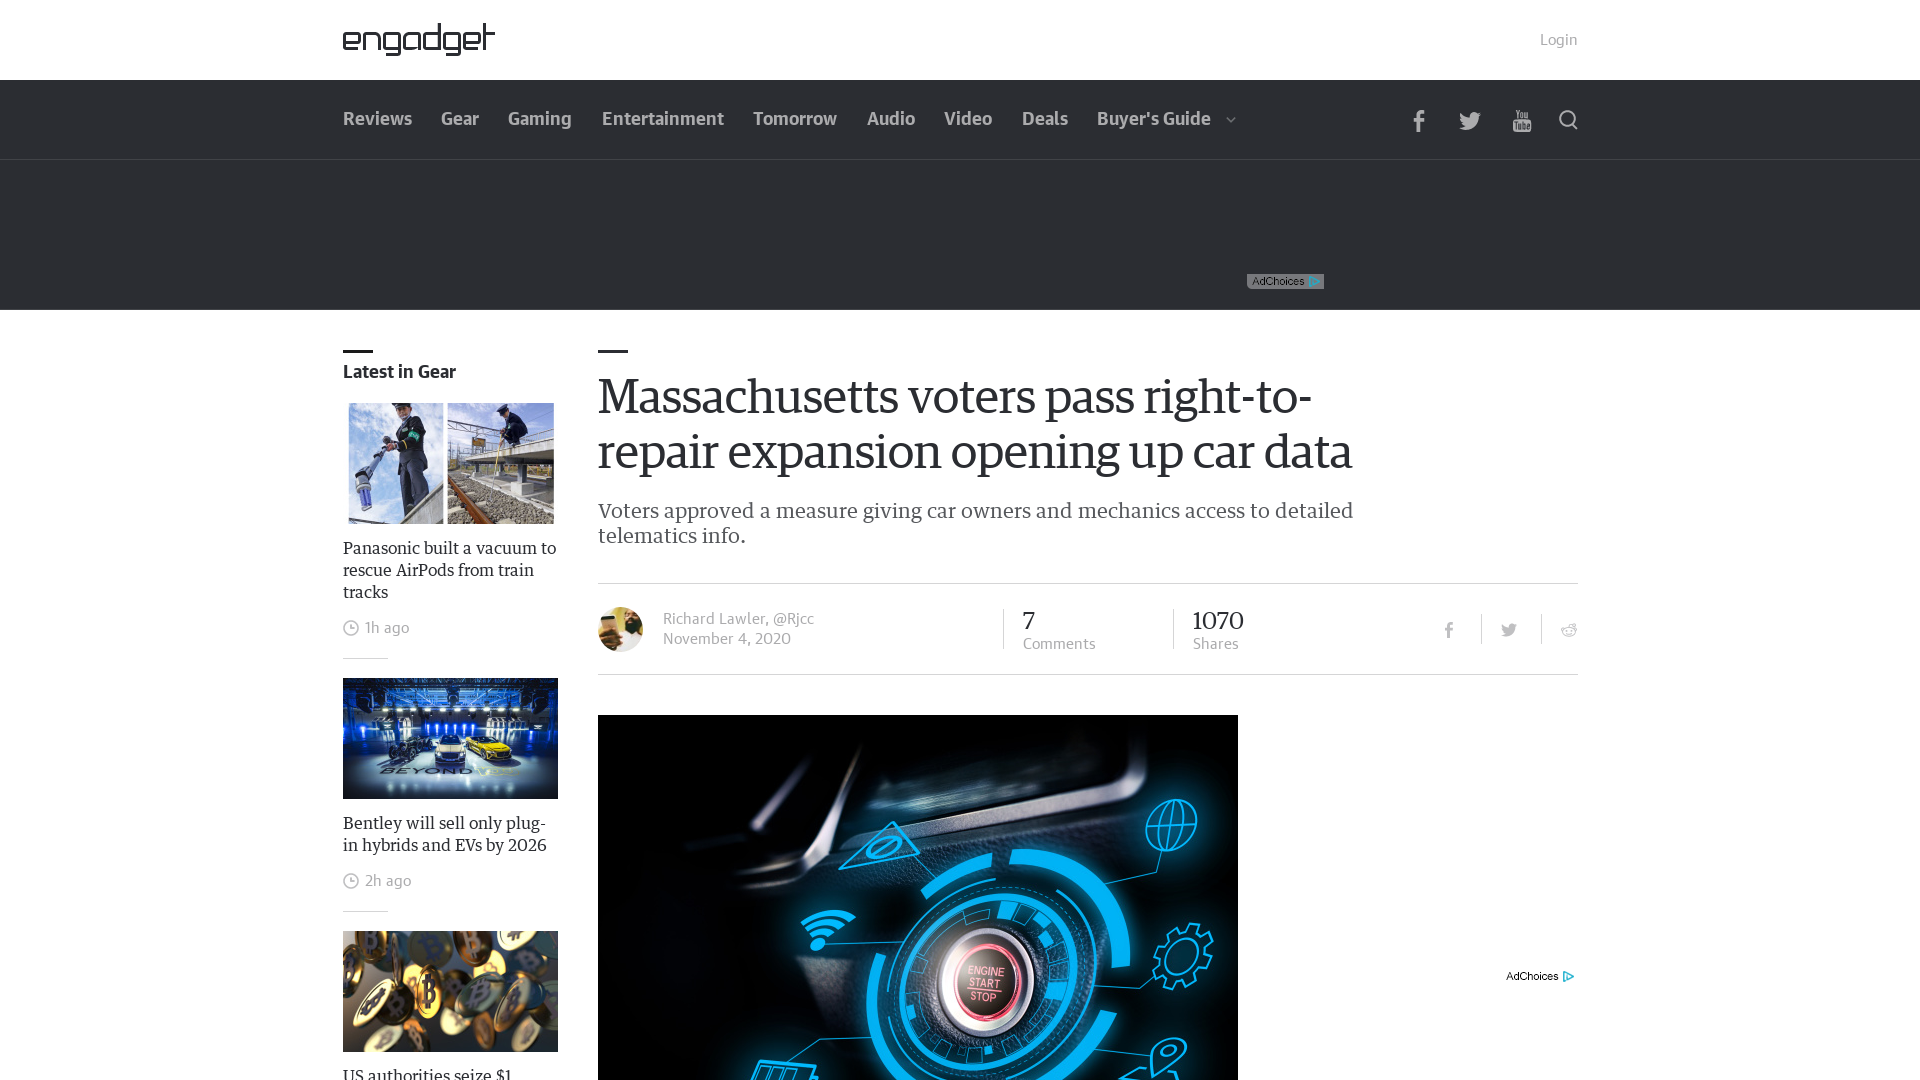 engadget
Login
Reviews
Gear
Gaming
Entertainment
Tomorrow
Audio
Video
Deals
Buyer's Guide
You
Tube
AdChoices
Latest in Gear
Panasonic built a vacuum to
rescue AirPods from train
tracks
1h ago
BEYOND
Bentley will sell only plug-
in hybrids and EVs by 2026
2h ago
US authorities seize $1
Massachusetts voters pass right-to-
repair expansion opening up car data
Voters approved a measure giving car owners and mechanics access to detailed
telematics info.
Richard Lawler, @Rjcc
November 4, 2020
7
Comments
1070
Shares
ENGINE
START
STOP
AdChoices